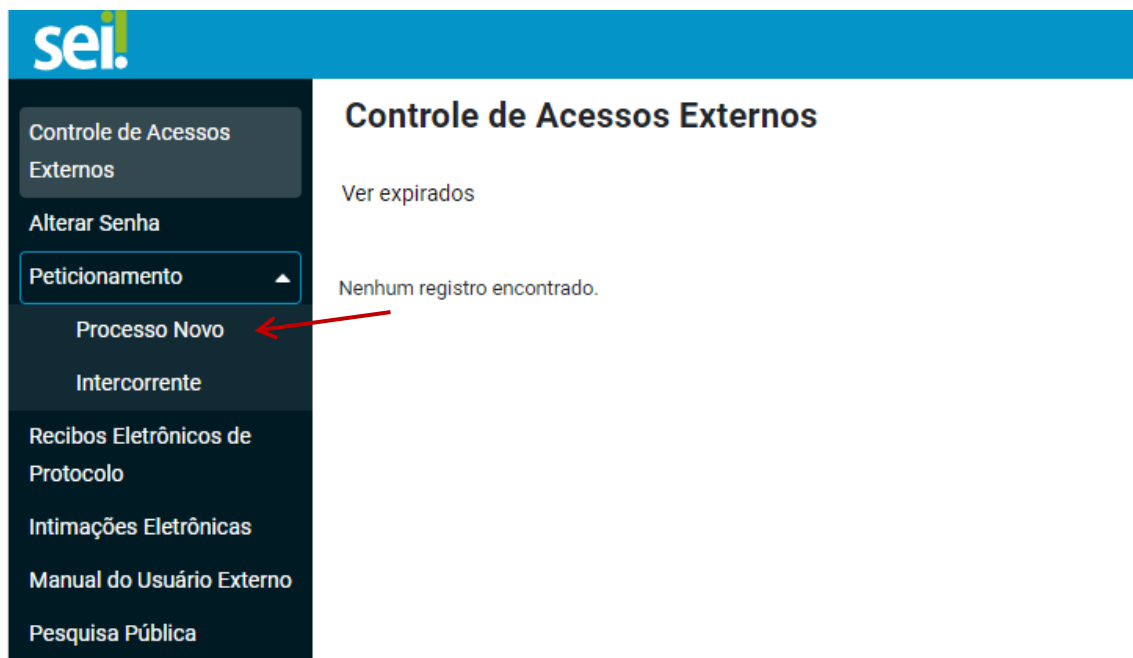 sei!
Controle de Acessos
Externos
Alterar Senha
Peticionamento
Processo Novo
Intercorrente
Recibos Eletrônicos de
Protocolo
Intimações Eletrônicas
Manual do Usuário Externo
Pesquisa Pública
Controle de Acessos Externos
Ver expirados
Nenhum registro encontrado.